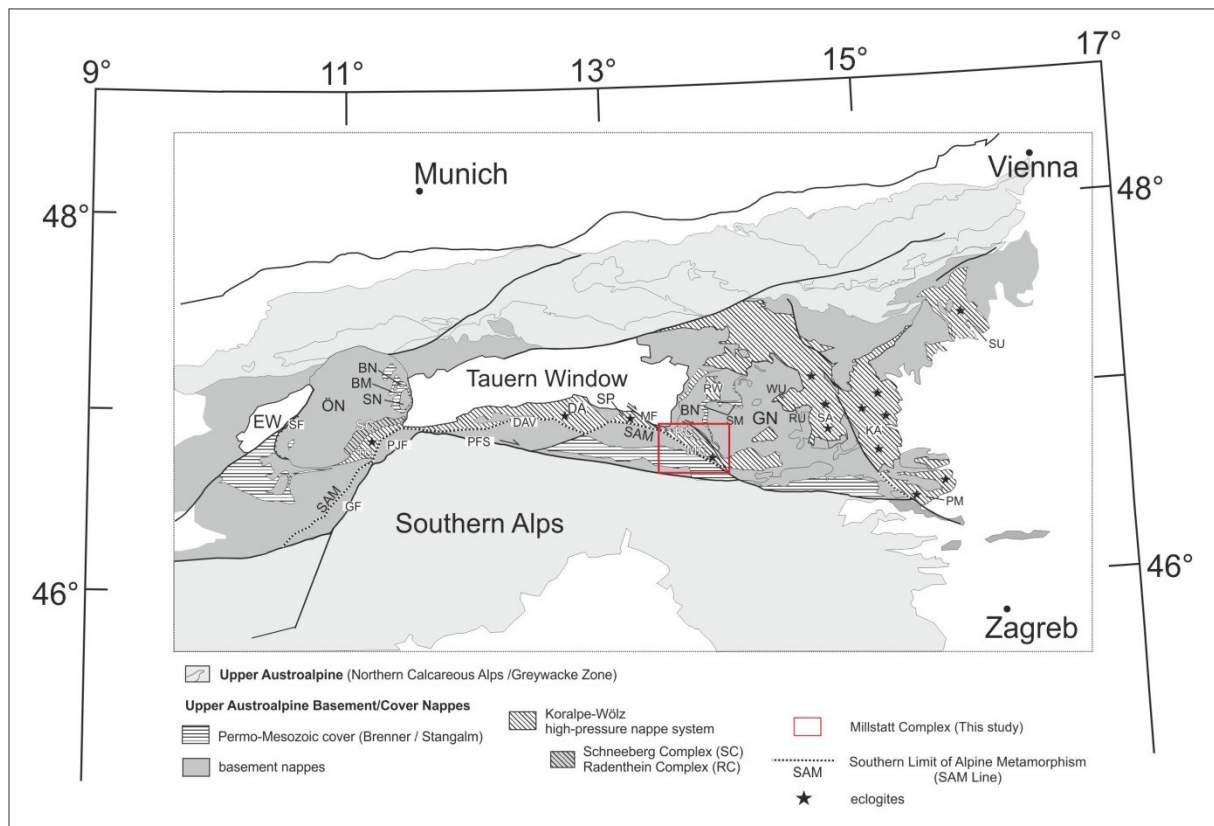 9°
11°
13°
15°
17°
Munich
Vienna
48°
48°
SU
BN
BM
SN
ÖN
Tauern Window
EW
SF
SP
DA
DAV
MF
SAM
RW
BN
SM
WU
GN
RU
SA
KA
PJF
PFS
PM
SAM
GF
Southern Alps
46°
46°
Zagreb
Upper Austroalpine (Northern Calcareous Alps /Greywacke Zone)
Upper Austroalpine Basement/Cover Nappes
Permo-Mesozoic cover (Brenner / Stangalm)
basement nappes
Koralpe-Wölz
high-pressure nappe system
Schneeberg Complex (SC)
Radenthein Complex (RC)
Millstatt Complex (This study)
SAM
Southern Limit of Alpine Metamorphism
(SAM Line)
eclogites